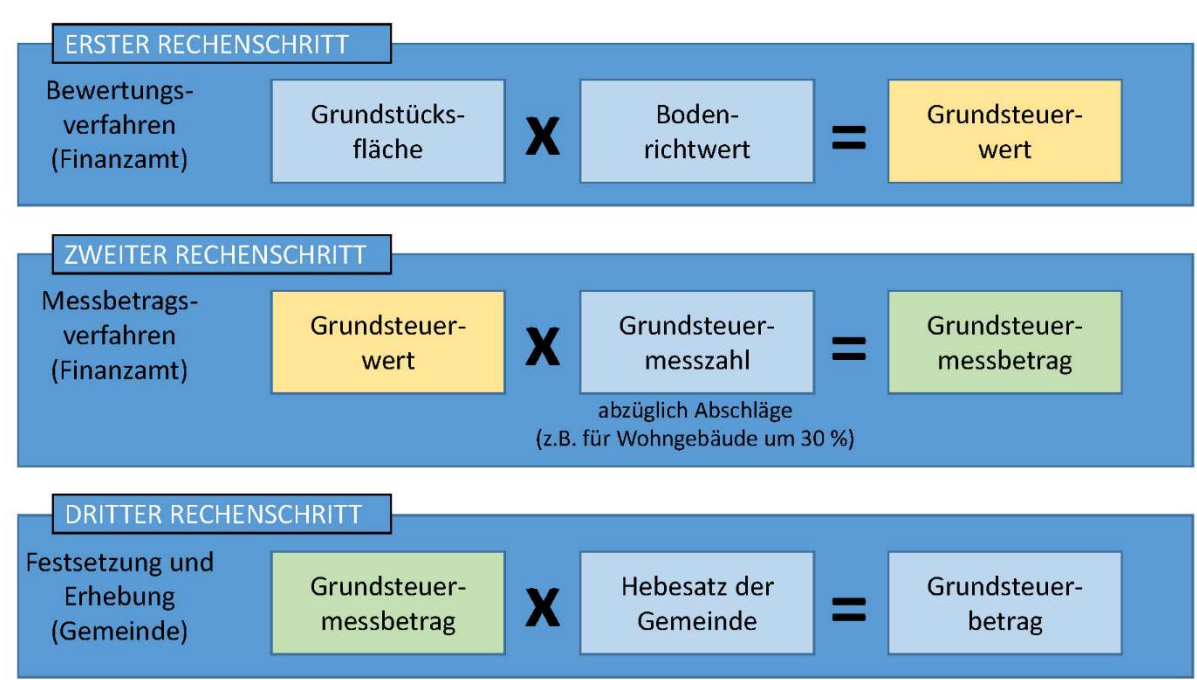 ERSTER RECHENSCHRITT
Bewertungs-
verfahren
(Finanzamt)
Grundstücks-
fläche
X
Boden-
richtwert
=
Grundsteuer-
wert
ZWEITER RECHENSCHRITT
Messbetrags-
verfahren
(Finanzamt)
Grundsteuer-
wert
X
Grundsteuer-
messzahl
=
Grundsteuer-
messbetrag
abzüglich Abschläge
(z.B. für Wohngebäude um 30 %)
DRITTER RECHENSCHRITT
Festsetzung und
Erhebung
(Gemeinde)
Grundsteuer-
messbetrag
X
Hebesatz der
Gemeinde
=
Grundsteuer-
betrag